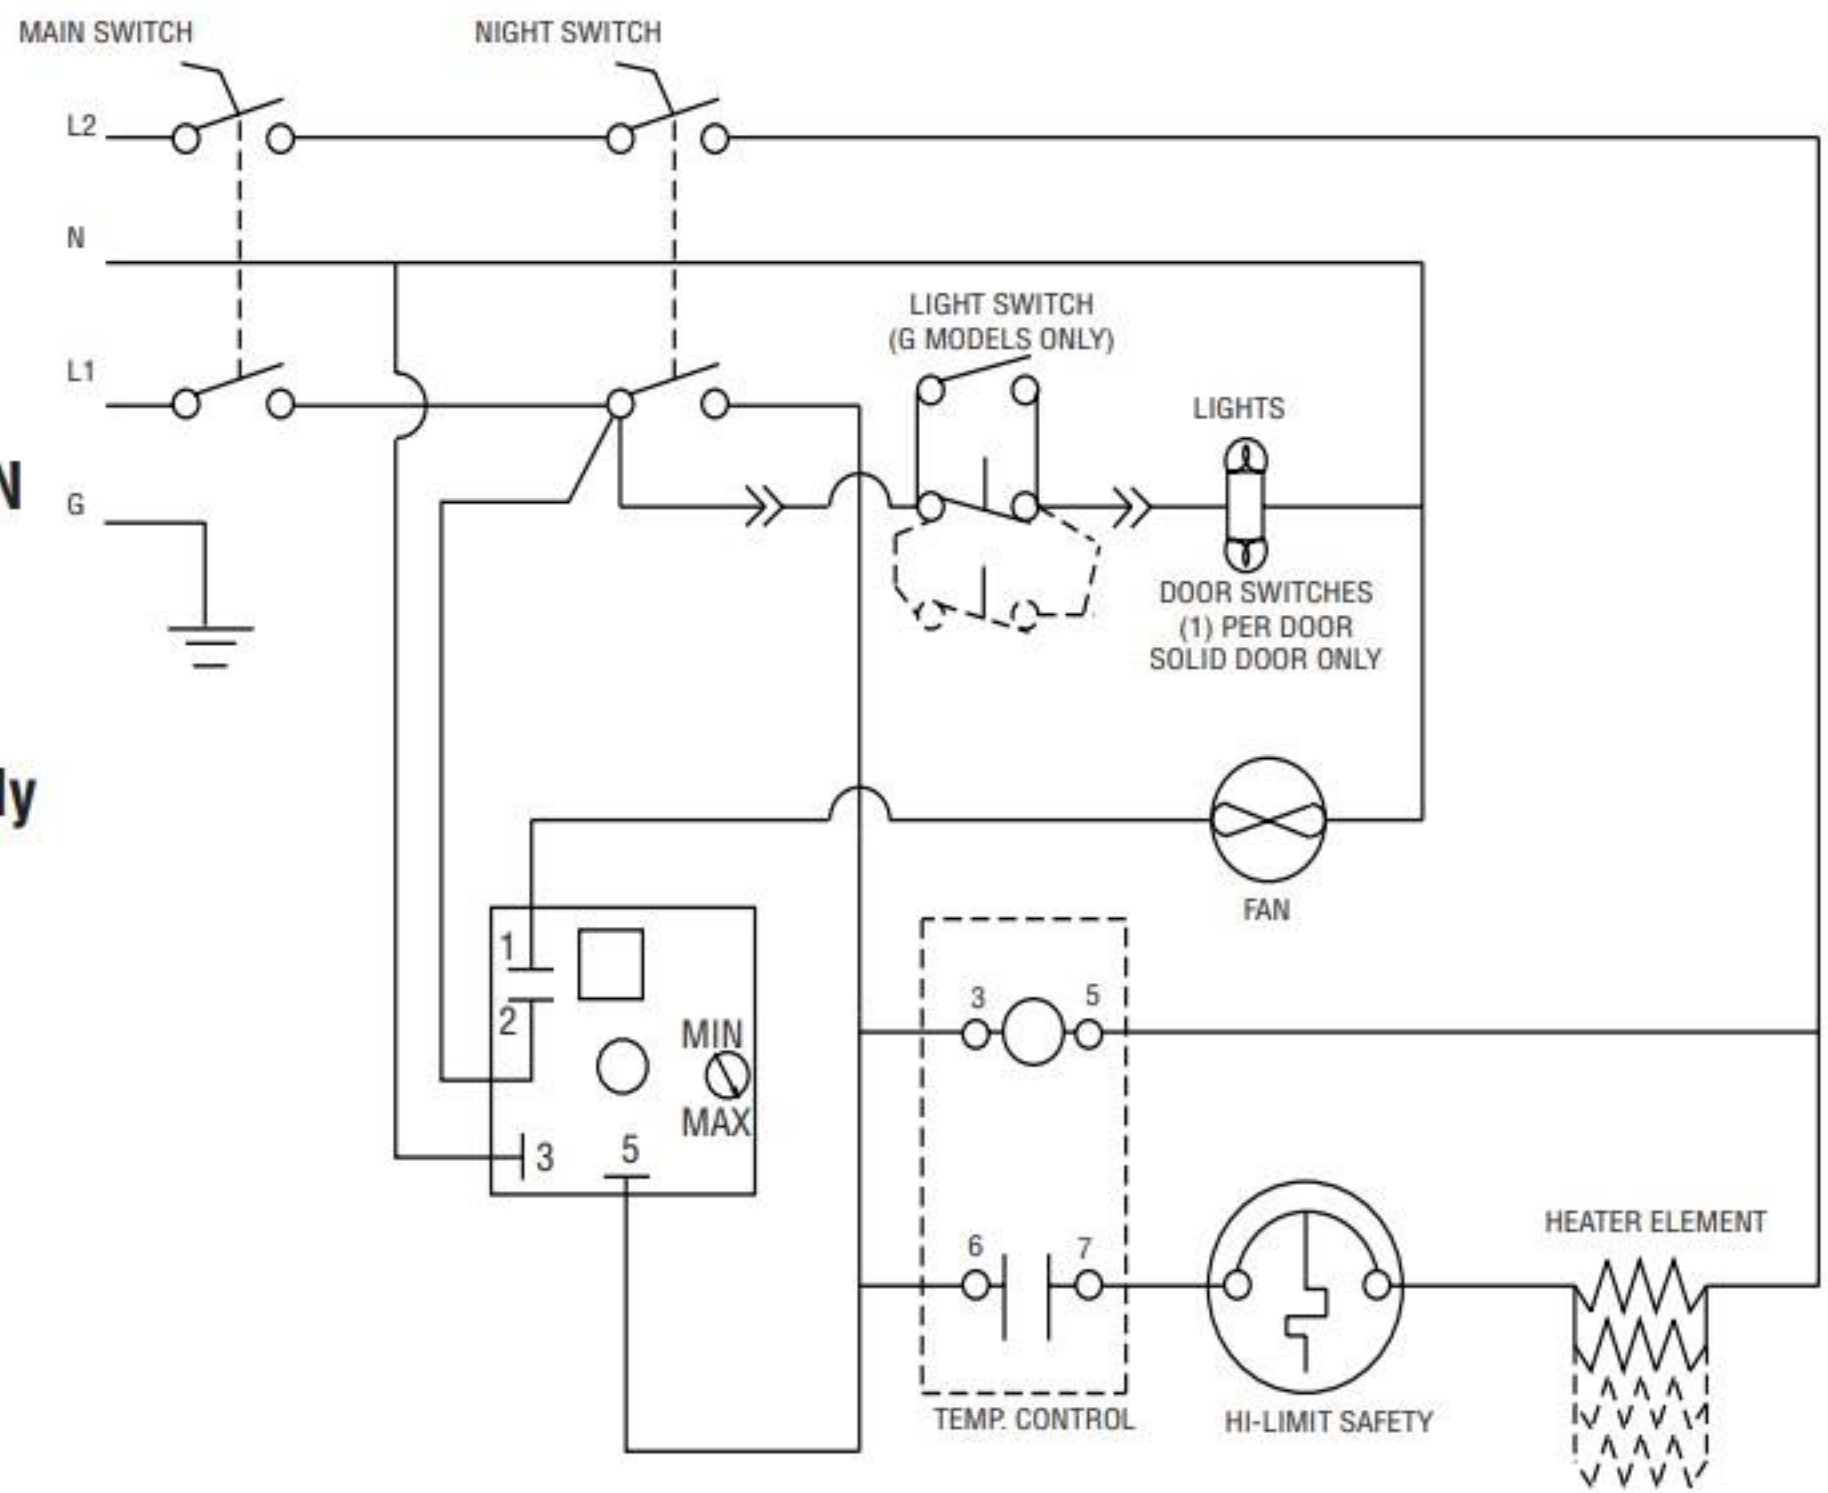 MAIN SWITCH
NIGHT SWITCH
L2
N
LIGHT SWITCH
(G MODELS ONLY)
L1
LIGHTS
N
G
DOOR SWITCHES
(1) PER DOOR
SOLID DOOR ONLY
ly
FAN
1
2
MIN
MAX
3
5
3
5
6
7
HEATER ELEMENT
TEMP. CONTROL
HI-LIMIT SAFETY